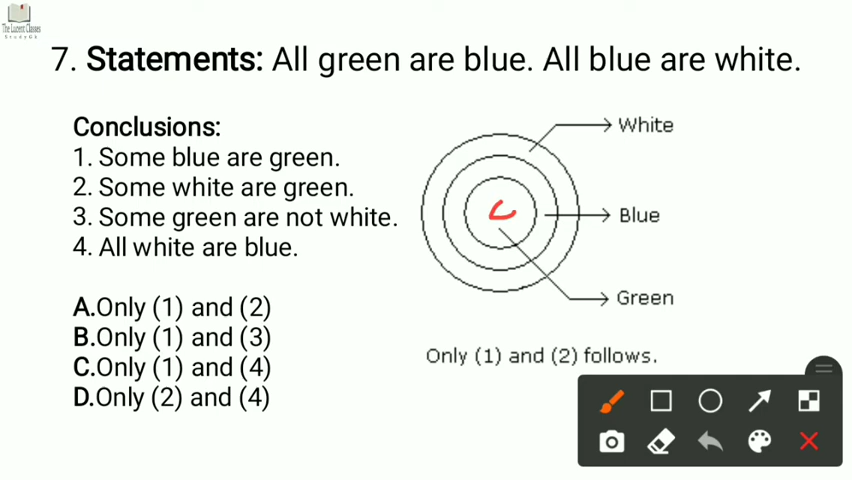 The Lucent Classes
7. Statements: All green are blue. All blue are white.
Conclusions:
1. Some blue are green.
2. Some white are green.
3. Some green are not white.
4. All white are blue.
A.Only (1) and (2)
B.Only (1) and (3)
C.Only (1) and (4)
D.Only (2) and (4)
White
Blue
Green
Only (1) and (2) follows.